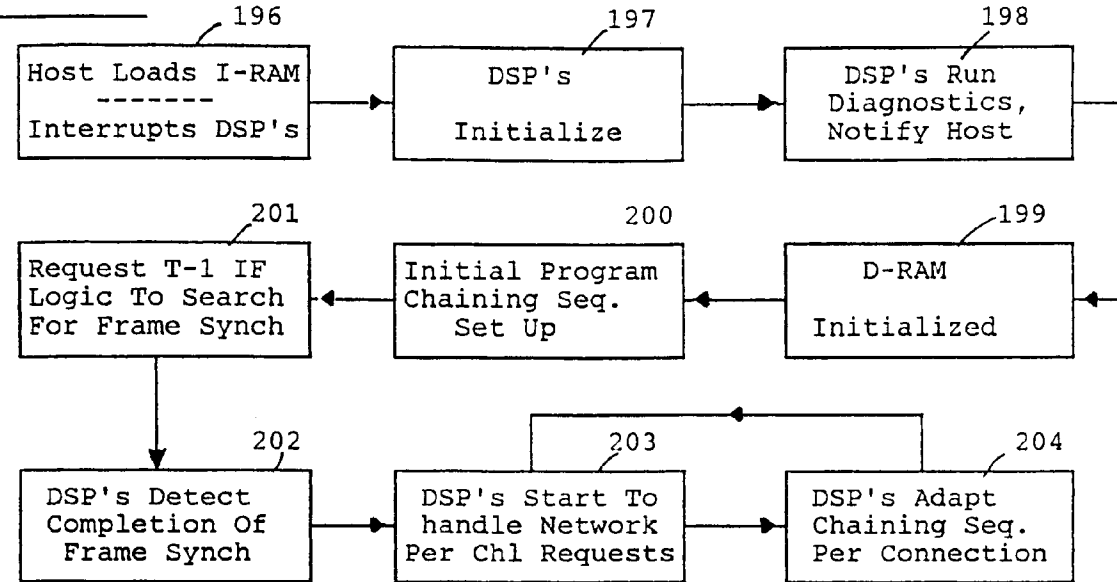 196
Host Loads I-RAM
-------
Interrupts DSP's
197
DSP's
Initialize
198
DSP's Run
Diagnostics,
Notify Host
201
Request T-1 IF
Logic To Search
For Frame Synch
200
Initial Program
Chaining Seq.
Set Up
199
D-RAM
Initialized
202
DSP's Detect
Completion Of
Frame Synch
203
DSP's Start To
handle Network
Per Chl Requests
204
DSP's Adapt
Chaining Seq.
Per Connection